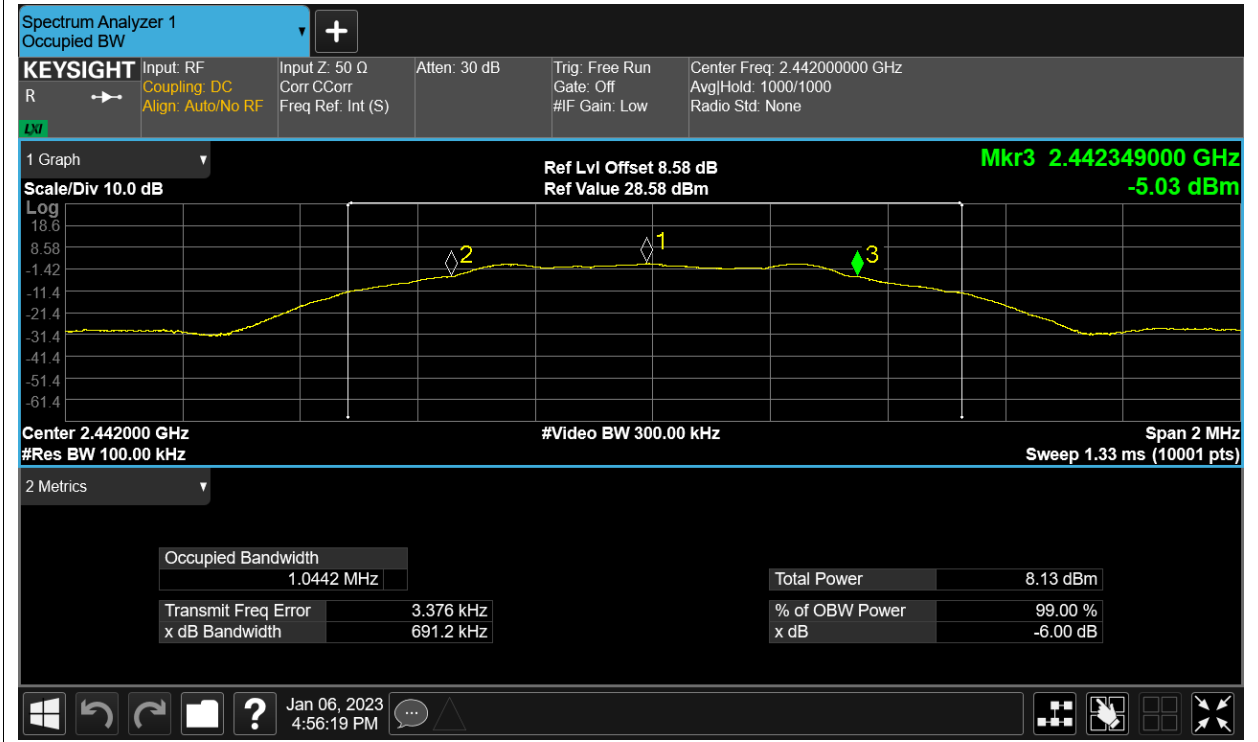 Spectrum Analyzer 1
Occupied BW
KEYSIGHT
R
LXI
Input: RF
Coupling: DC
Align: Auto/No RF
Input Z: 50 Ω
Corr CCorr
Freq Ref: Int (S)
Atten: 30 dB
Trig: Free Run
Gate: Off
#IF Gain: Low
Center Freq: 2.442000000 GHz
Avg|Hold: 1000/1000
Radio Std: None
1 Graph
Scale/Div 10.0 dB
Ref Lvl Offset 8.58 dB
Ref Value 28.58 dBm
Mkr3 2.442349000 GHz
-5.03 dBm
Log
18.6
8.58
-1.42
-11.4
-21.4
-31.4
-41.4
-51.4
-61.4
2
1
3
Center 2.442000 GHz
#Video BW 300.00 kHz
Span 2 MHz
#Res BW 100.00 kHz
Sweep 1.33 ms (10001 pts)
2 Metrics
Occupied Bandwidth
1.0442 MHz
Transmit Freq Error 3.376 kHz
x dB Bandwidth 691.2 kHz
Total Power 8.13 dBm
% of OBW Power 99.00 %
x dB -6.00 dB
?
Jan 06, 2023
4:56:19 PM